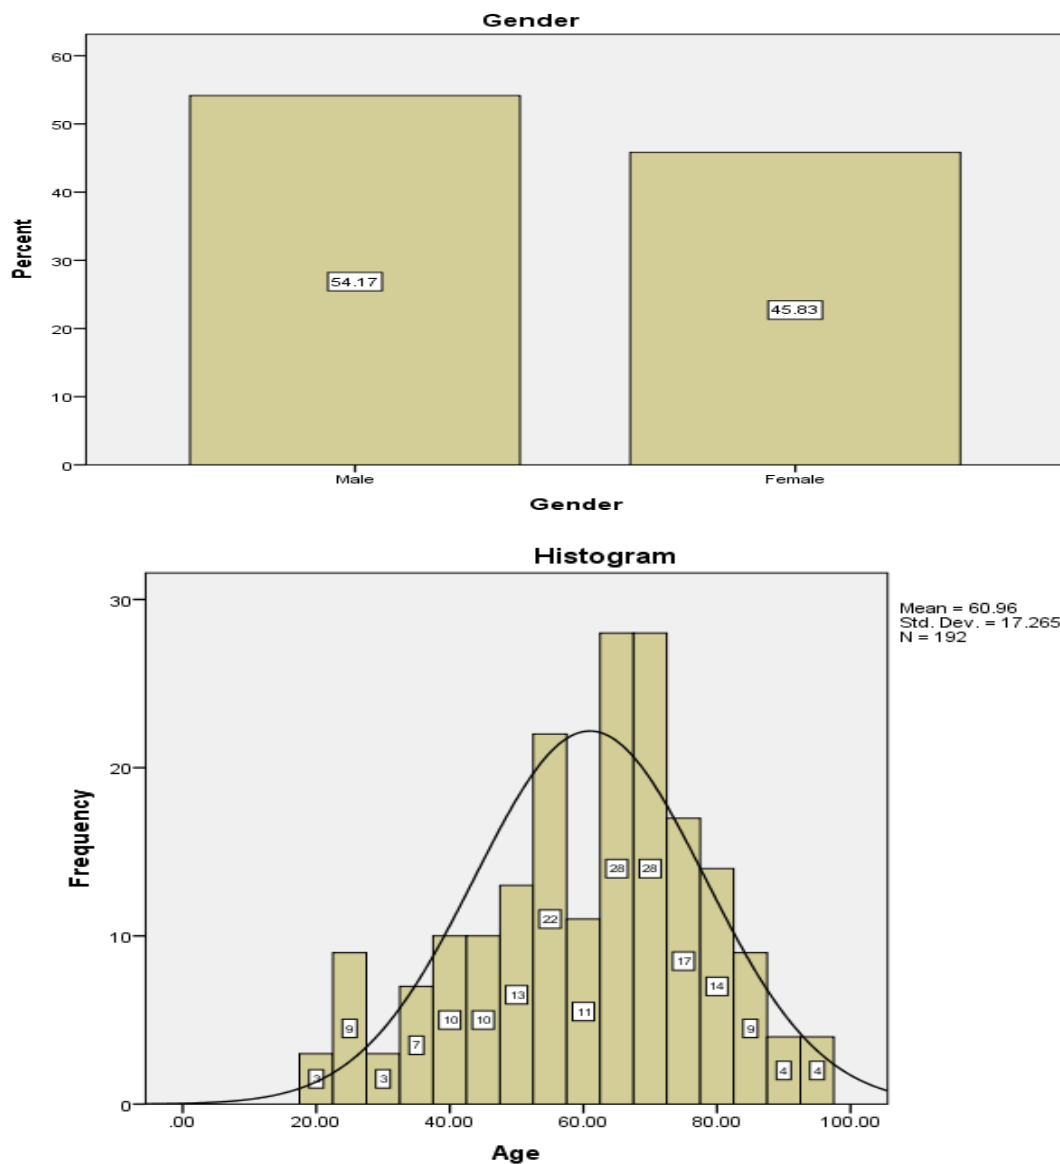 Gender
60
50
40
30
20
10
0
Percent
54.17
45.83
Male Female
Gender
Histogram
Mean = 60.96
Std. Dev. = 17.265
N = 192
30
20
10
0
Frequency
3 9 3 7 10 10 13 22 11 28 28 17 14 9 4 4
.00 20.00 40.00 60.00 80.00 100.00
Age